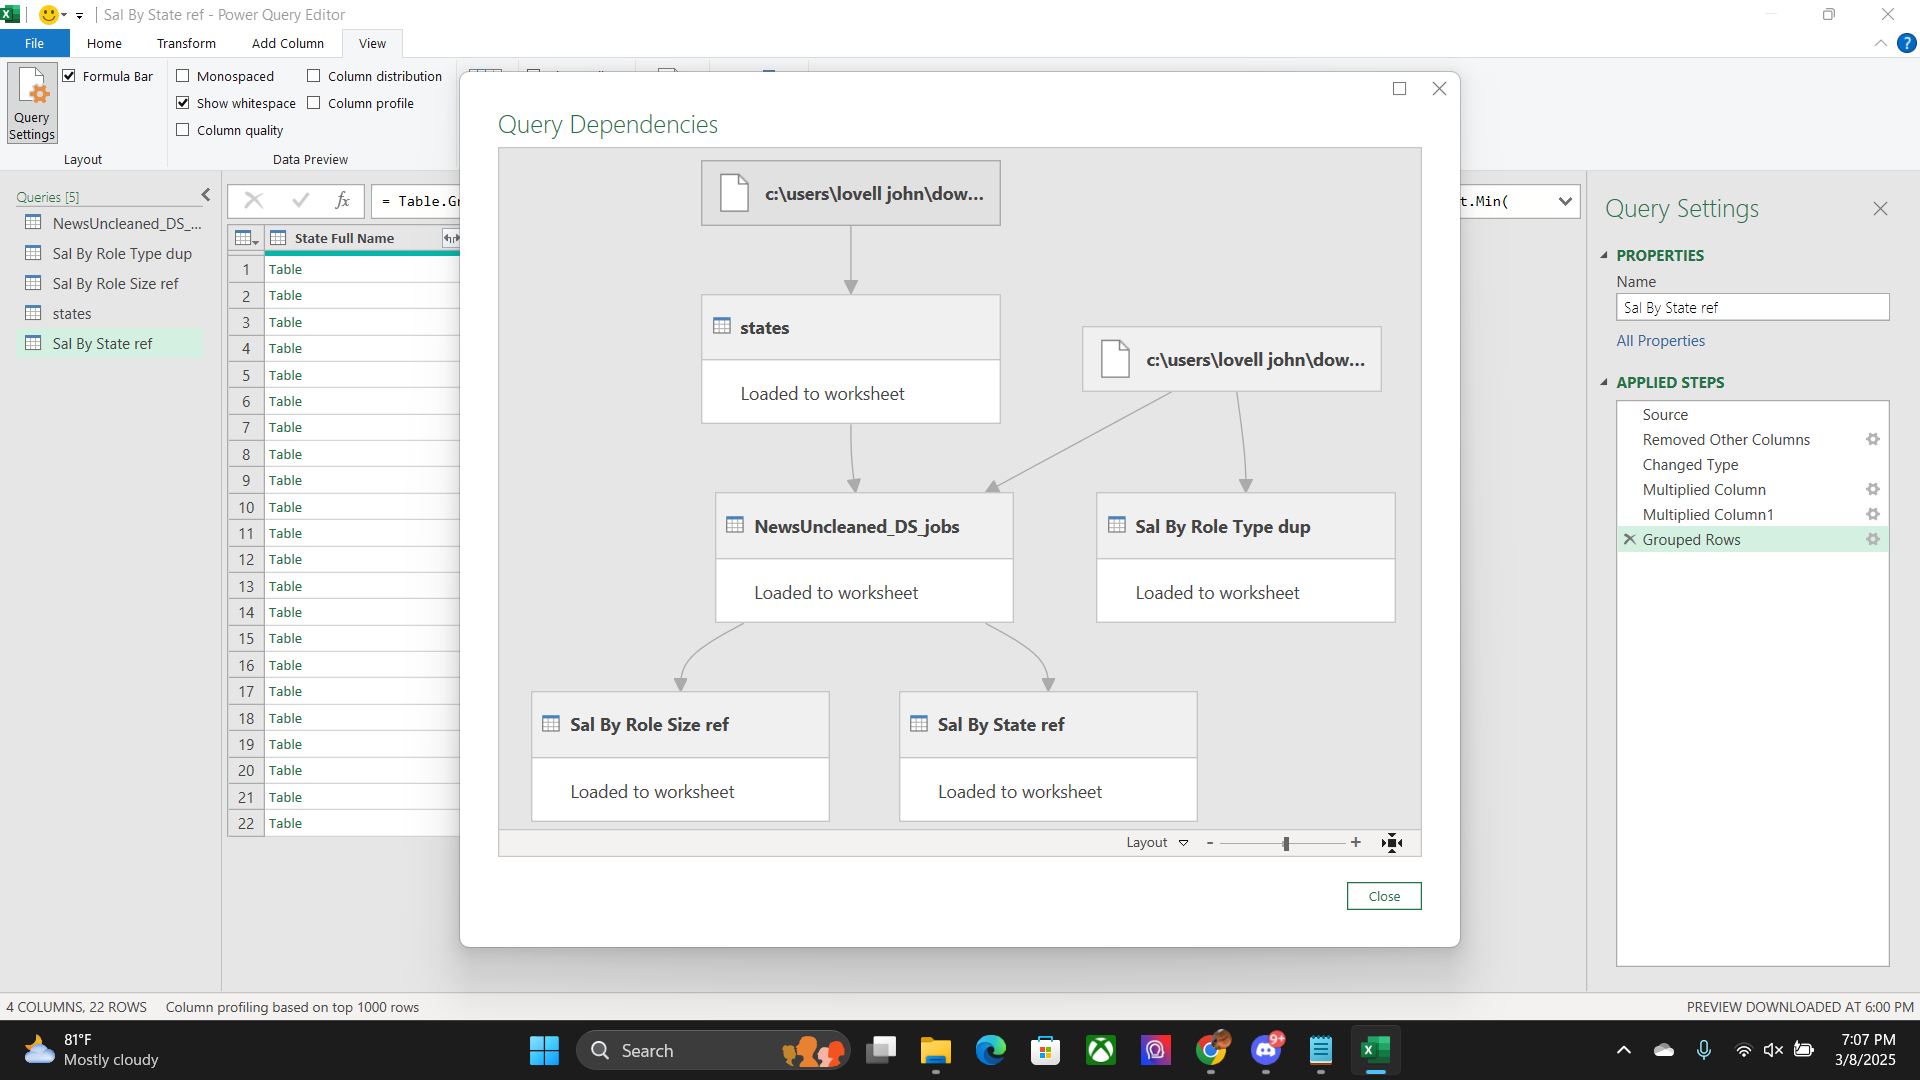 Sal By State ref - Power Query Editor
File Home Transform Add Column View
Query Settings
Formula Bar
Monospaced
Show whitespace
Column quality
Column distribution
Column profile
Layout
Data Preview
Queries [5]
NewsUncleaned_DS_...
Sal By Role Type dup
Sal By Role Size ref
states
Sal By State ref
fx
= Table.Gr
t.Min(
State Full Name
1 Table
2 Table
3 Table
4 Table
5 Table
6 Table
7 Table
8 Table
9 Table
10 Table
11 Table
12 Table
13 Table
14 Table
15 Table
16 Table
17 Table
18 Table
19 Table
20 Table
21 Table
22 Table
Query Dependencies
c:\users\lovell john\dow...
states
Loaded to worksheet
c:\users\lovell john\dow...
NewsUncleaned_DS_jobs
Loaded to worksheet
Sal By Role Type dup
Loaded to worksheet
Sal By Role Size ref
Loaded to worksheet
Sal By State ref
Loaded to worksheet
Layout - +
Close
Query Settings
PROPERTIES
Name
Sal By State ref
All Properties
APPLIED STEPS
Source
Removed Other Columns
Changed Type
Multiplied Column
Multiplied Column1
Grouped Rows
4 COLUMNS, 22 ROWS Column profiling based on top 1000 rows
PREVIEW DOWNLOADED AT 6:00 PM
81°F
Mostly cloudy
Search
9+
7:07 PM
3/8/2025